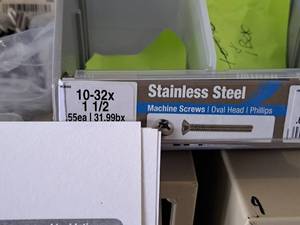 10-32x
1 1/2
.55ea | 31.99bx
Stainless Steel
Machine Screws | Oval Head | Phillips